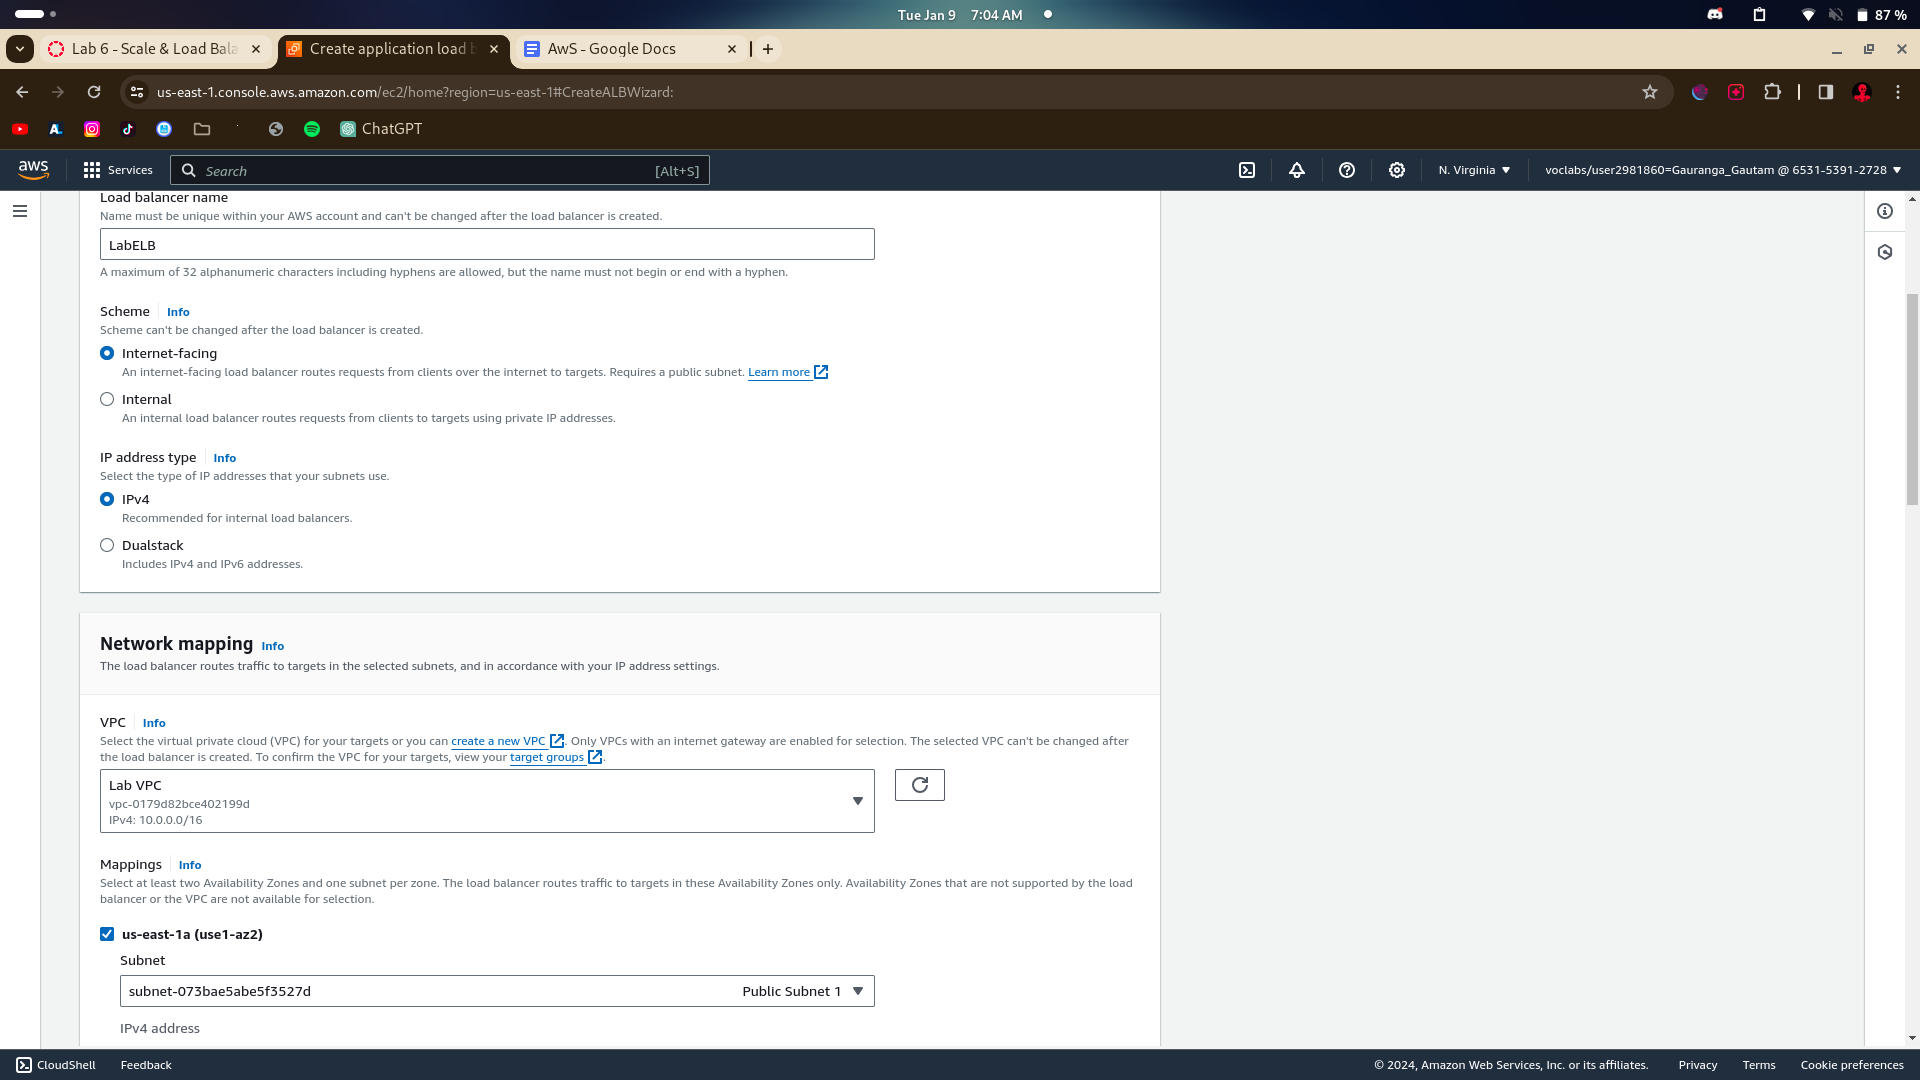 Tue Jan 9 7:04 AM
87 %
Lab 6 - Scale & Load Bala
Create application load b
AwS - Google Docs
us-east-1.console.aws.amazon.com/ec2/home?region=us-east-1#CreateALBWizard:
ChatGPT
aws
Services
Search
[Alt+S]
N. Virginia
voclabs/user2981860=Gauranga_Gautam @ 6531-5391-2728
Load balancer name
Name must be unique within your AWS account and can't be changed after the load balancer is created.
LabELB
A maximum of 32 alphanumeric characters including hyphens are allowed, but the name must not begin or end with a hyphen.
Scheme Info
Scheme can't be changed after the load balancer is created.
Internet-facing
An internet-facing load balancer routes requests from clients over the internet to targets. Requires a public subnet. Learn more
Internal
An internal load balancer routes requests from clients to targets using private IP addresses.
IP address type Info
Select the type of IP addresses that your subnets use.
IPv4
Recommended for internal load balancers.
Dualstack
Includes IPv4 and IPv6 addresses.
Network mapping Info
The load balancer routes traffic to targets in the selected subnets, and in accordance with your IP address settings.
VPC Info
Select the virtual private cloud (VPC) for your targets or you can create a new VPC . Only VPCs with an internet gateway are enabled for selection. The selected VPC can't be changed after
the load balancer is created. To confirm the VPC for your targets, view your target groups .
Lab VPC
vpc-0179d82bce402199d
IPv4: 10.0.0.0/16
Mappings Info
Select at least two Availability Zones and one subnet per zone. The load balancer routes traffic to targets in these Availability Zones only. Availability Zones that are not supported by the load
balancer or the VPC are not available for selection.
us-east-1a (use1-az2)
Subnet
subnet-073bae5abe5f3527d Public Subnet 1
IPv4 address
CloudShell Feedback
© 2024, Amazon Web Services, Inc. or its affiliates. Privacy Terms Cookie preferences